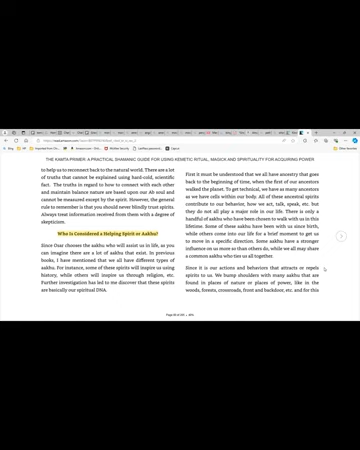 THE KAMTA PRIMER: A PRACTICAL SHAMANIC GUIDE FOR USING KEMETIC RITUAL, MAGICK AND SPIRITUALITY FOR ACQUIRING POWER
to help us to reconnect back to the natural world. There are a lot
of truths that cannot be explained using hard-cold, scientific
fact. The truths in regard to how to connect with each other
and maintain balance nature are based upon our Ab soul and
cannot be measured except by the spirit. However, the general
rule to remember is that you should never blindly trust spirits.
Always treat information received from them with a degree of
skepticism.
Who Is Considered a Helping Spirit or Aakhu?
Since Osar chooses the aakhu who will assist us in life, as you
can imagine there are a lot of aakhu that exist. In previous
books, I have mentioned that we all have different types of
aakhu. For instance, some of these spirits will inspire us using
history, while others will inspire us through religion, etc.
Further investigation has led me to discover that these spirits
are basically our spiritual DNA.
First it must be understood that we all have ancestry that goes
back to the beginning of time, when the first of our ancestors
walked the planet. To get technical, we have as many ancestors
as we have cells within our body. All of these ancestral spirits
contribute to our behavior, how we act, talk, speak, etc. but
they do not all play a major role in our life. There is only a
handful of aakhu who have been chosen to walk with us in this
lifetime. Some of these aakhu have been with us since birth,
while others come into our life for a brief moment to get us
to move in a specific direction. Some aakhu have a stronger
influence on us more so than others do, while we all may share
a common aakhu who ties us all together.
Since it is our actions and behaviors that attracts or repels
spirits to us. We bump shoulders with many aakhu that are
found in places of nature or places of power, like in the
woods, forests, crossroads, front and backdoor, etc. and for this